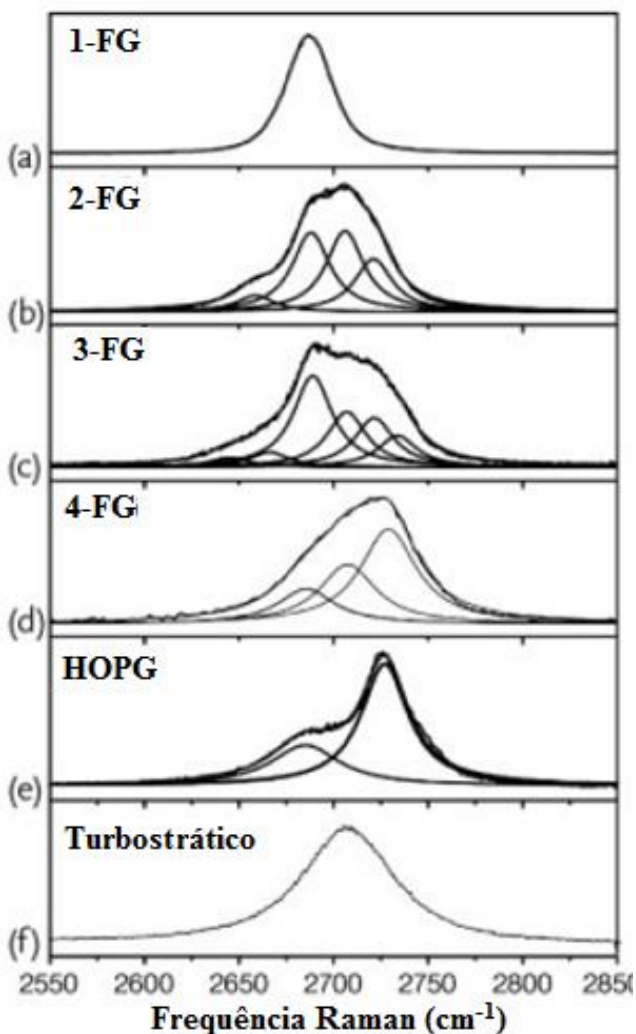 1-FG
(a)
2-FG
(b)
3-FG
(c)
4-FG
(d)
HOPG
(e)
Turbostrático
(f)
2550 2600 2650 2700 2750 2800 2850
Frequência Raman (cm⁻¹)